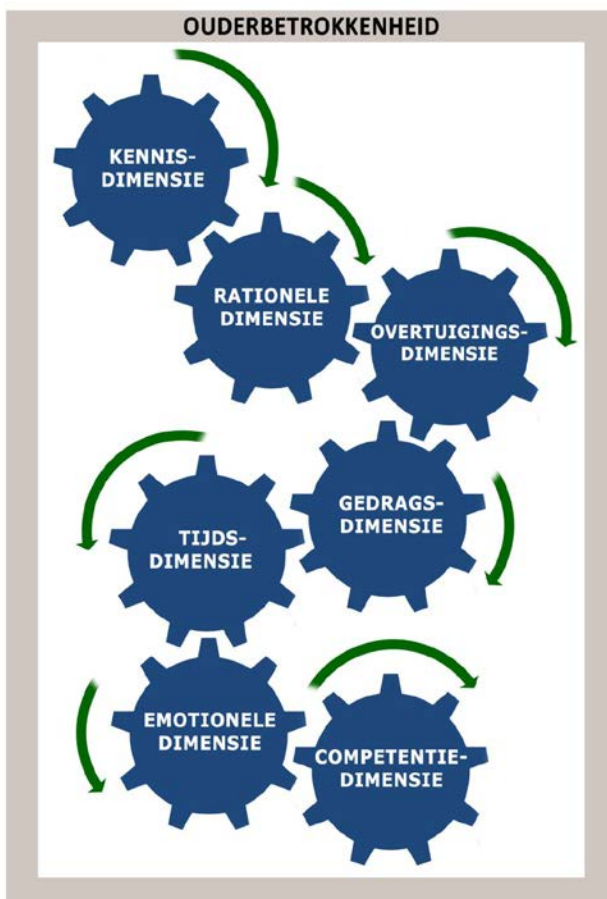 OUDERBETROKKENHEID
KENNIS-
DIMENSIE
RATIONELE
DIMENSIE
OVERTUIGINGS-
DIMENSIE
GEDRAGS-
DIMENSIE
TIJDS-
DIMENSIE
EMOTIONELE
DIMENSIE
COMPETENTIE-
DIMENSIE